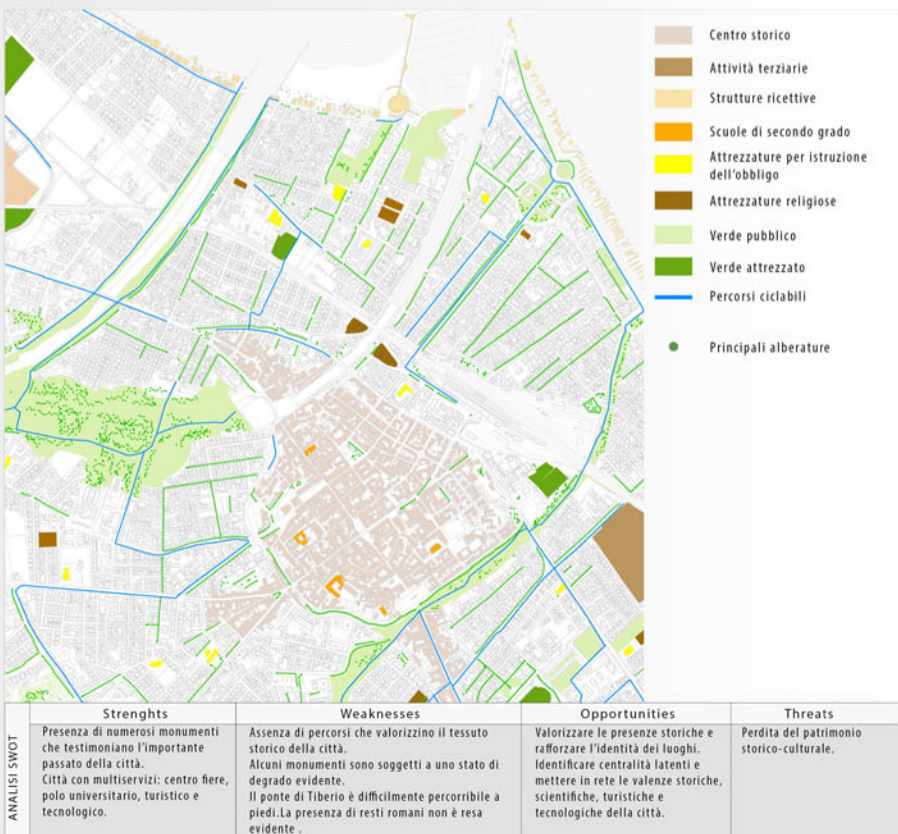 Centro storico
Attività terziarie
Strutture ricettive
Scuole di secondo grado
Attrezzature per istruzione
dell'obbligo
Attrezzature religiose
Verde pubblico
Verde attrezzato
Percorsi ciclabili
Principali alberature
ANALISI SWOT
Strenghts
Presenza di numerosi monumenti
che testimoniano l'importante
passato della città.
Città con multiservizi: centro fiere,
polo universitario, turistico e
tecnologico.
Weaknesses
Assenza di percorsi che valorizzino il tessuto
storico della città.
Alcuni monumenti sono soggetti a uno stato di
degrado evidente.
Il ponte di Tiberio è difficilmente percorribile a
piedi.La presenza di resti romani non è resa
evidente .
Opportunities
Valorizzare le presenze storiche e
rafforzare l'identità dei luoghi.
Identificare centralità latenti e
mettere in rete le valenze storiche,
scientifiche, turistiche e
tecnologiche della città.
Threats
Perdita del patrimonio
storico-culturale.